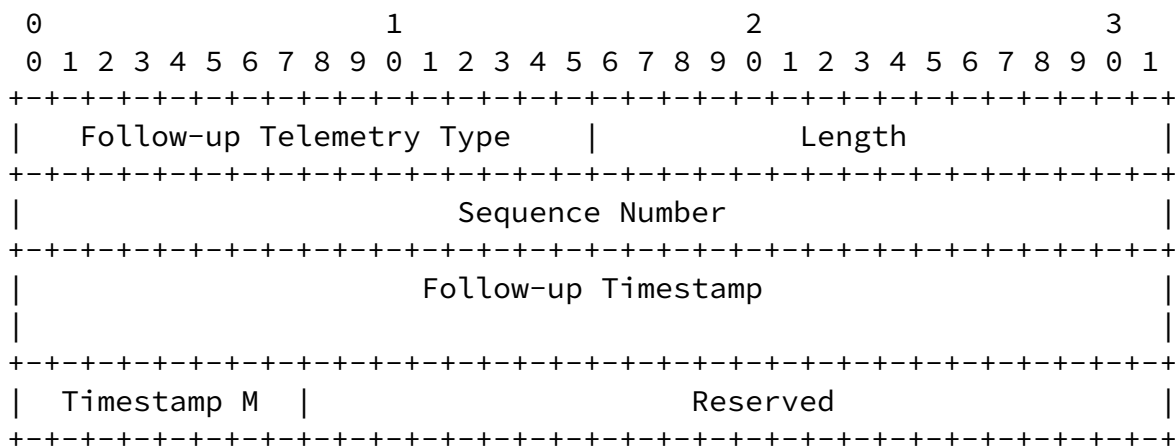 0                   1                   2                   3
 0 1 2 3 4 5 6 7 8 9 0 1 2 3 4 5 6 7 8 9 0 1 2 3 4 5 6 7 8 9 0 1
+-+-+-+-+-+-+-+-+-+-+-+-+-+-+-+-+-+-+-+-+-+-+-+-+-+-+-+-+-+-+-+-+
|   Follow-up Telemetry Type    |           Length              |
+-+-+-+-+-+-+-+-+-+-+-+-+-+-+-+-+-+-+-+-+-+-+-+-+-+-+-+-+-+-+-+-+
|                        Sequence Number                        |
+-+-+-+-+-+-+-+-+-+-+-+-+-+-+-+-+-+-+-+-+-+-+-+-+-+-+-+-+-+-+-+-+
|                      Follow-up Timestamp                      |
|                                                               |
+-+-+-+-+-+-+-+-+-+-+-+-+-+-+-+-+-+-+-+-+-+-+-+-+-+-+-+-+-+-+-+-+
|  Timestamp M  |                     Reserved                  |
+-+-+-+-+-+-+-+-+-+-+-+-+-+-+-+-+-+-+-+-+-+-+-+-+-+-+-+-+-+-+-+-+